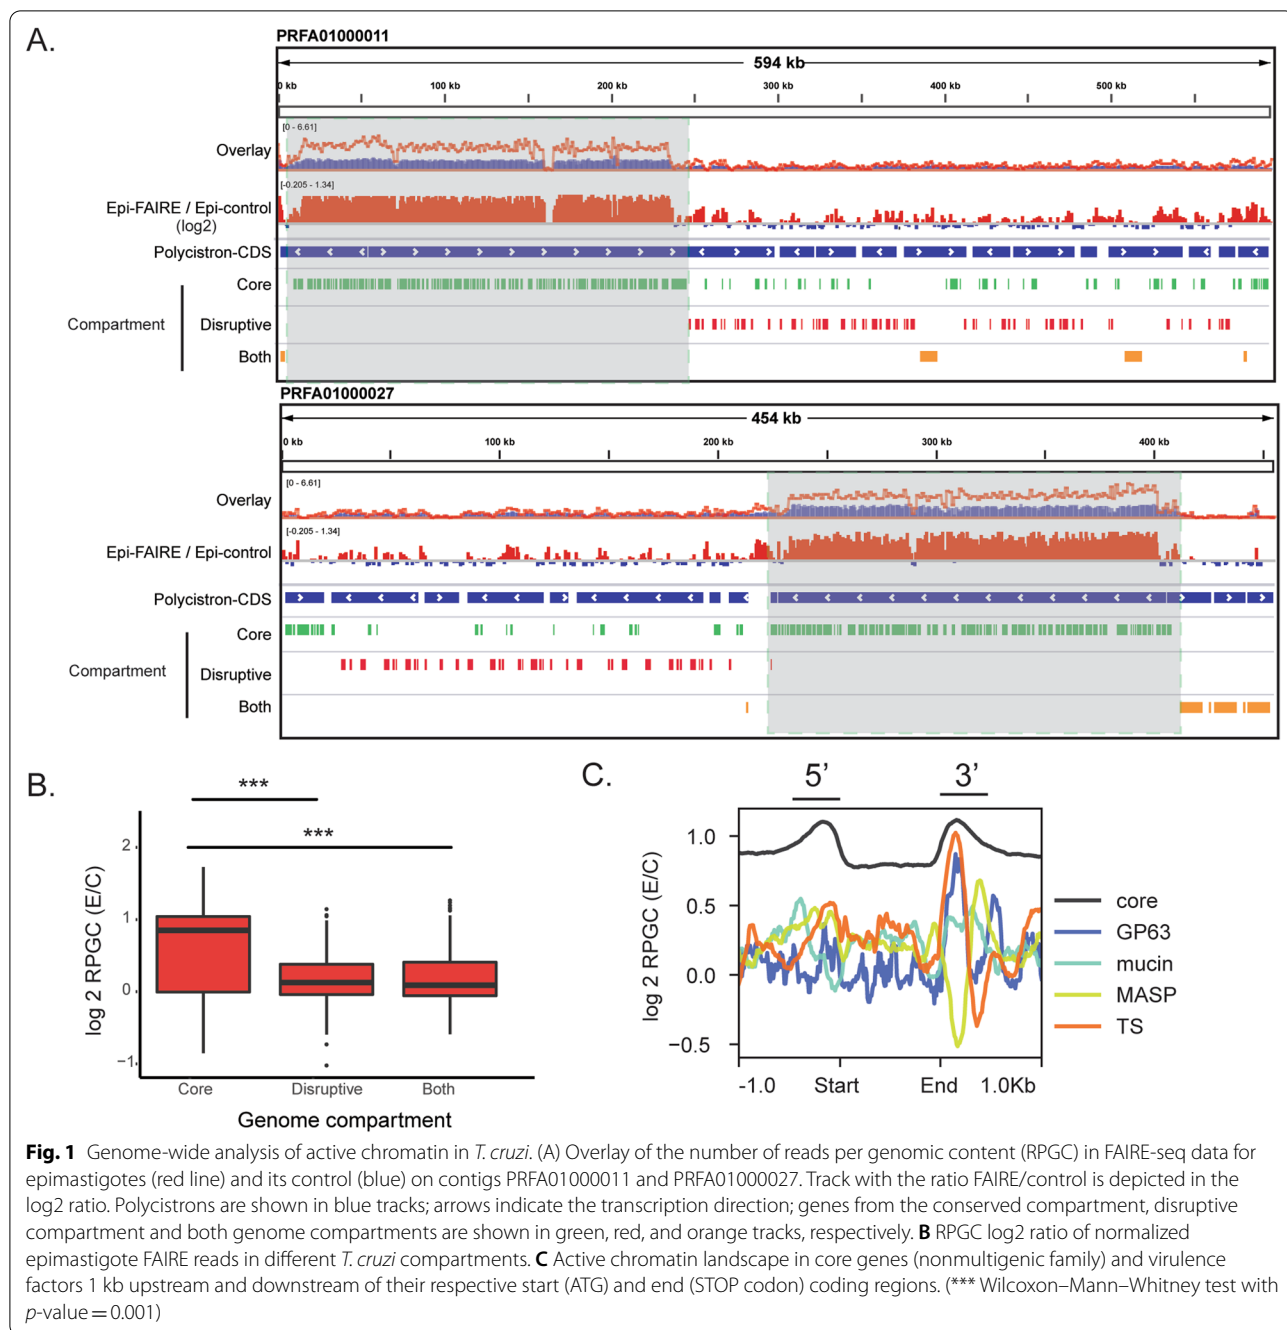 A.
PRFA01000011
594 kb
0 kb 100 kb 200 kb 300 kb 400 kb 500 kb
[0 - 6.61]
Overlay
[-0.205 - 1.34]
Epi-FAIRE / Epi-control
(log2)
Polycistron-CDS
Core
Compartment
Disruptive
Both
PRFA01000027
454 kb
0 kb 100 kb 200 kb 300 kb 400 kb
[0 - 6.61]
Overlay
[-0.205 - 1.34]
Epi-FAIRE / Epi-control
Polycistron-CDS
Core
Compartment
Disruptive
Both
B.
***
***
log 2 RPGC (E/C)
2
1
0
−1
Core Disruptive Both
Genome compartment
C.
5’ 3’
log 2 RPGC (E/C)
1.0
0.5
0.0
−0.5
-1.0 Start End 1.0Kb
core
GP63
mucin
MASP
TS
Fig. 1 Genome-wide analysis of active chromatin in T. cruzi. (A) Overlay of the number of reads per genomic content (RPGC) in FAIRE-seq data for
epimastigotes (red line) and its control (blue) on contigs PRFA01000011 and PRFA01000027. Track with the ratio FAIRE/control is depicted in the
log2 ratio. Polycistrons are shown in blue tracks; arrows indicate the transcription direction; genes from the conserved compartment, disruptive
compartment and both genome compartments are shown in green, red, and orange tracks, respectively. B RPGC log2 ratio of normalized
epimastigote FAIRE reads in different T. cruzi compartments. C Active chromatin landscape in core genes (nonmultigenic family) and virulence
factors 1 kb upstream and downstream of their respective start (ATG) and end (STOP codon) coding regions. (*** Wilcoxon–Mann–Whitney test with
p-value = 0.001)